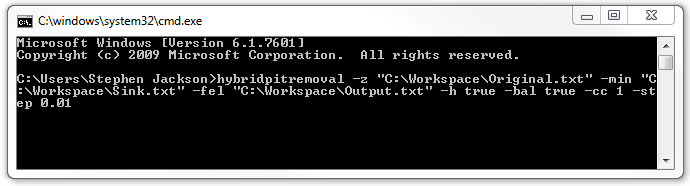 C:\windows\system32\cmd.exe
Microsoft Windows [Version 6.1.7601]
Copyright (c) 2009 Microsoft Corporation.  All rights reserved.
C:\Users\Stephen Jackson>hybridpitremoval -z "C:\Workspace\Original.txt" -min "C
:\Workspace\Sink.txt" -fel "C:\Workspace\Output.txt" -h true -bal true -cc 1 -st
ep 0.01